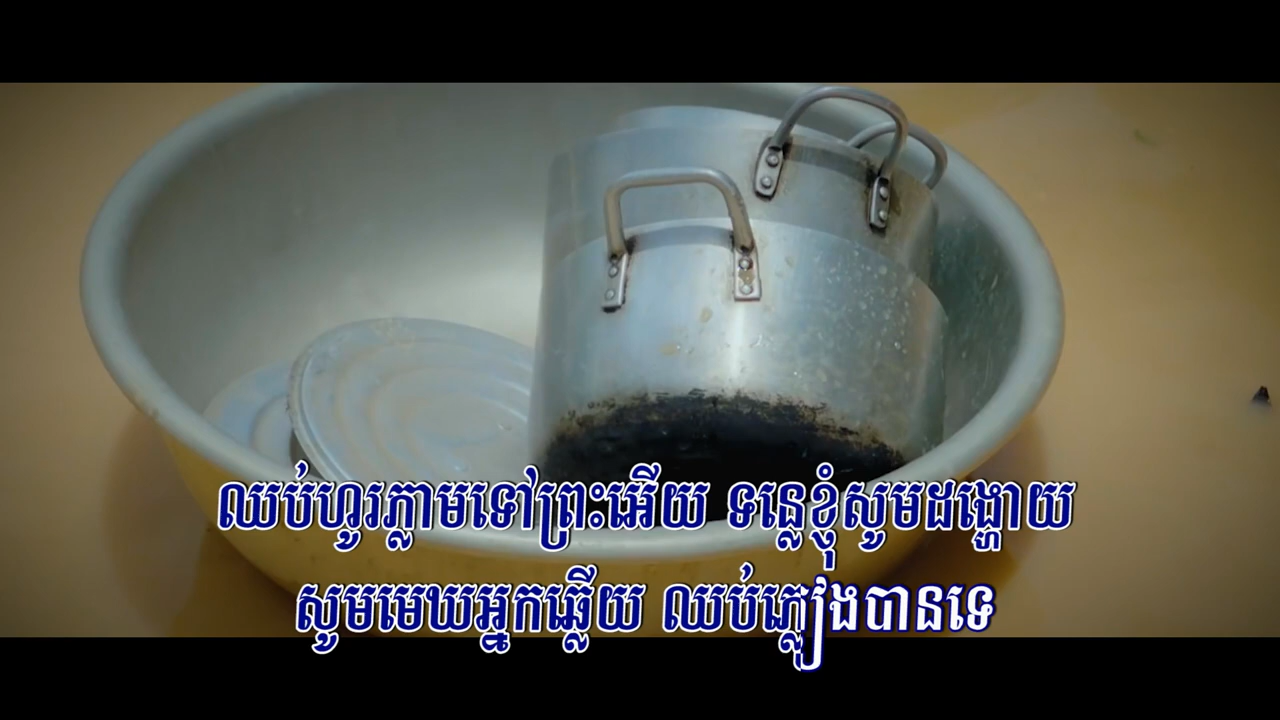 ឈប់ហូរភ្លាមទៅព្រះអើយ ទន្លេខ្ញុំសូមដង្ហោយ
សូមមេឃអ្នកឆ្លើយ ឈប់ភ្លៀងបានទេ